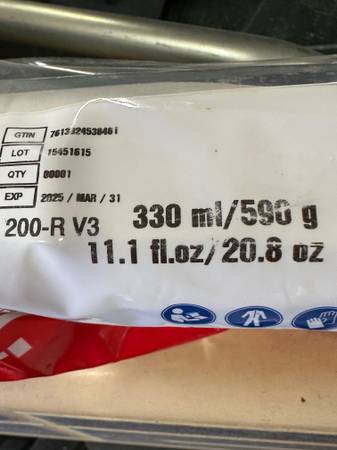 GTIN
LOT 15451615
QTY 00001
EXP 2025 / MAR / 31
200-R V3 330 ml/590 g
11.1 fl.oz/20.8 oz